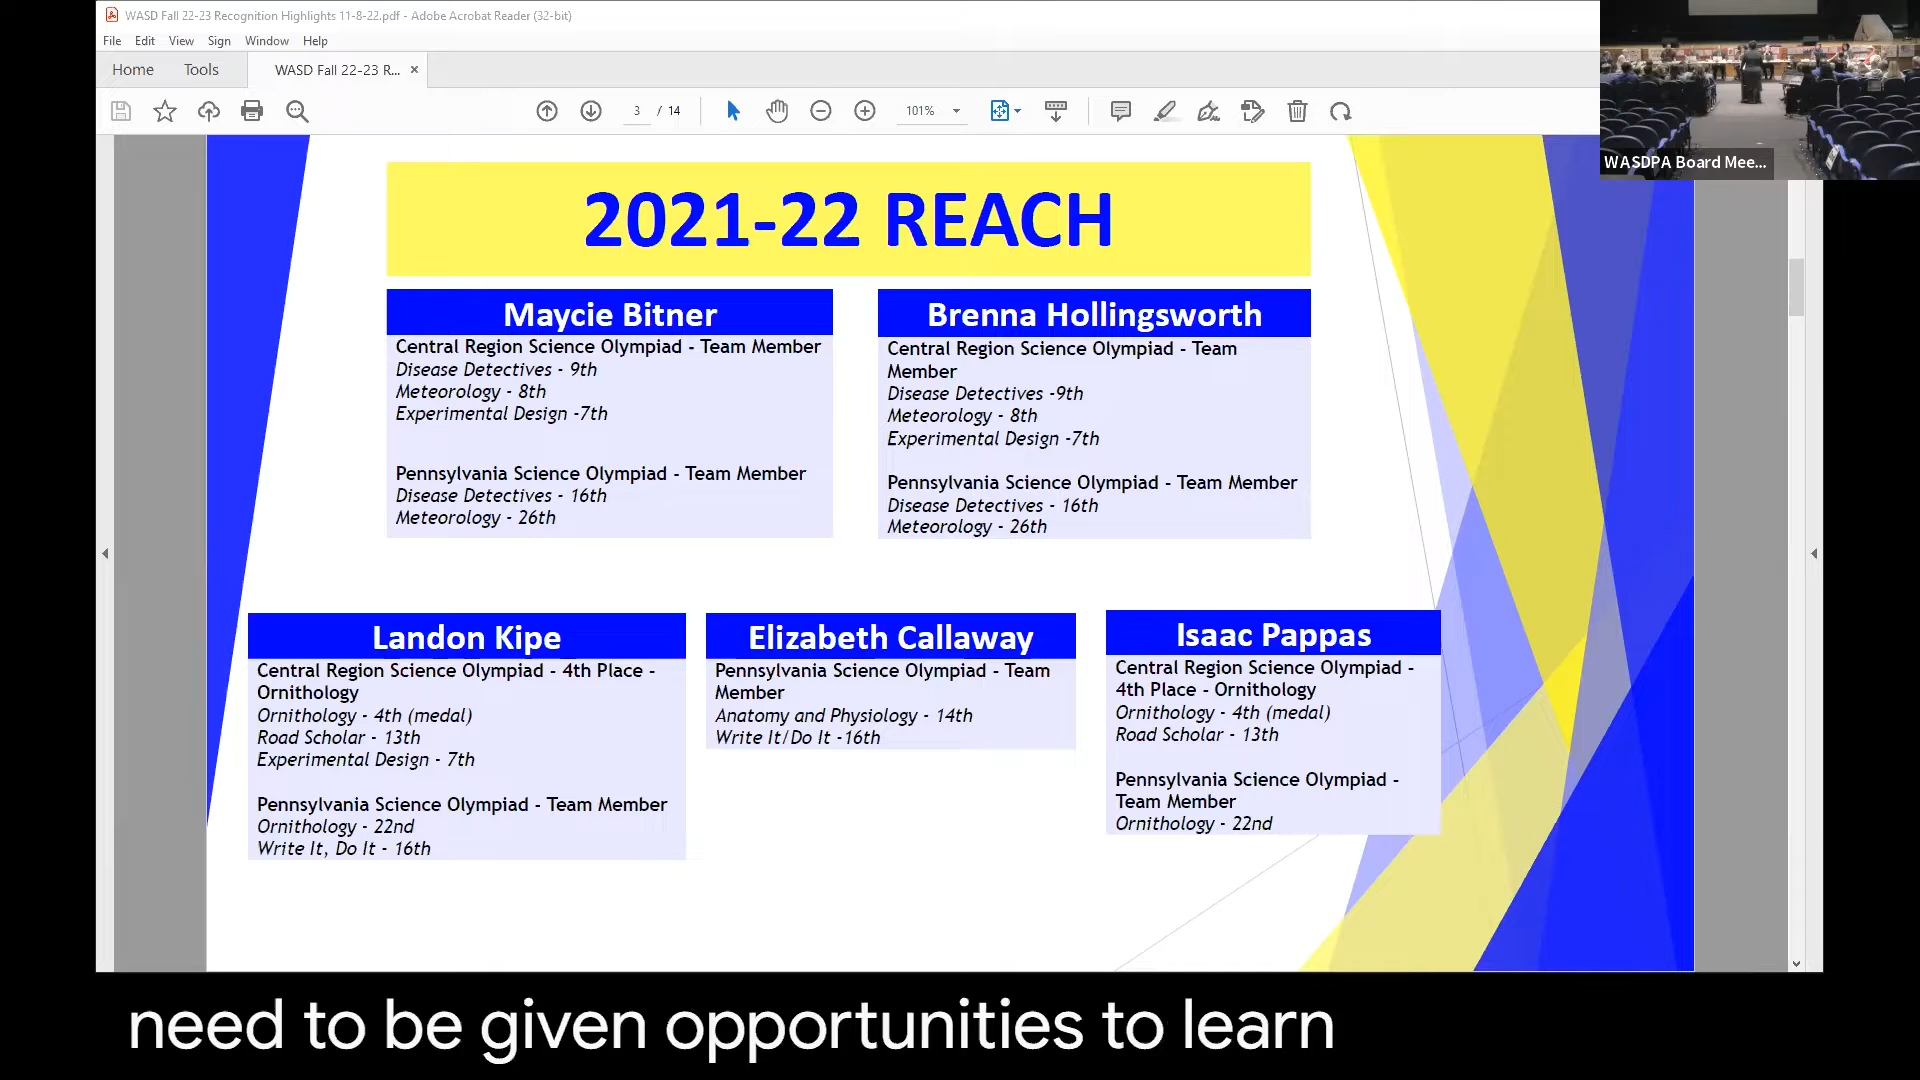 WASD Fall 22-23 Recognition Highlights 11-8-22.pdf - Adobe Acrobat Reader (32-bit)
File Edit View Sign Window Help
Home Tools WASD Fall 22-23 R... ×
3 / 14 101%
WASDPA Board Mee...
2021-22 REACH
Maycie Bitner
Central Region Science Olympiad - Team Member
Disease Detectives - 9th
Meteorology - 8th
Experimental Design -7th
Pennsylvania Science Olympiad - Team Member
Disease Detectives - 16th
Meteorology - 26th
Brenna Hollingsworth
Central Region Science Olympiad - Team
Member
Disease Detectives -9th
Meteorology - 8th
Experimental Design -7th
Pennsylvania Science Olympiad - Team Member
Disease Detectives - 16th
Meteorology - 26th
Landon Kipe
Central Region Science Olympiad - 4th Place -
Ornithology
Ornithology - 4th (medal)
Road Scholar - 13th
Experimental Design - 7th
Pennsylvania Science Olympiad - Team Member
Ornithology - 22nd
Write It, Do It - 16th
Elizabeth Callaway
Pennsylvania Science Olympiad - Team
Member
Anatomy and Physiology - 14th
Write It/Do It -16th
Isaac Pappas
Central Region Science Olympiad -
4th Place - Ornithology
Ornithology - 4th (medal)
Road Scholar - 13th
Pennsylvania Science Olympiad -
Team Member
Ornithology - 22nd
need to be given opportunities to learn